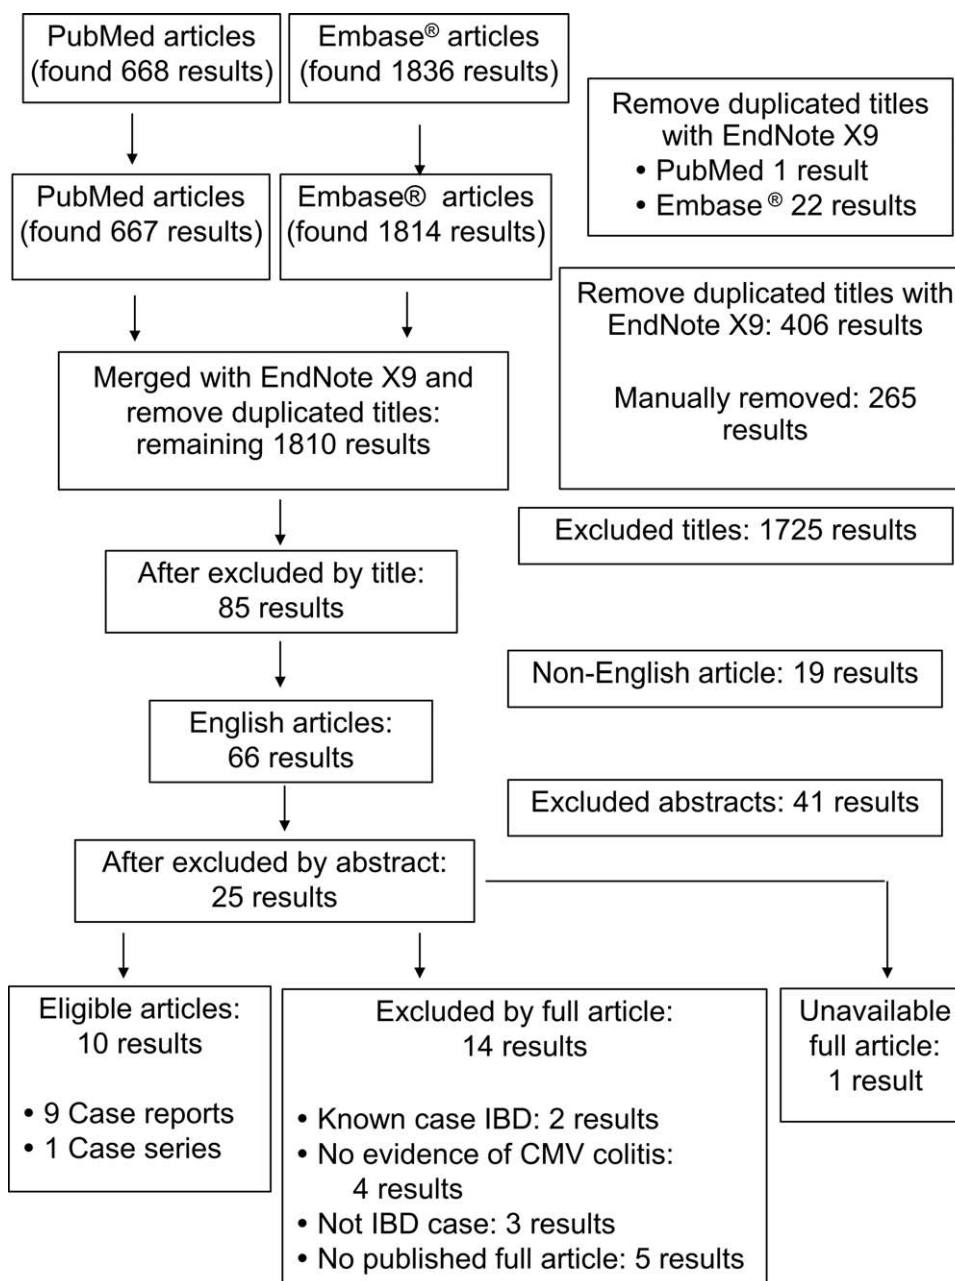 PubMed articles
(found 668 results)
Embase® articles
(found 1836 results)
Remove duplicated titles
with EndNote X9
• PubMed 1 result
• Embase ® 22 results
PubMed articles
(found 667 results)
Embase® articles
(found 1814 results)
Remove duplicated titles with
EndNote X9: 406 results
Manually removed: 265
results
Merged with EndNote X9 and
remove duplicated titles:
remaining 1810 results
Excluded titles: 1725 results
After excluded by title:
85 results
Non-English article: 19 results
English articles:
66 results
Excluded abstracts: 41 results
After excluded by abstract:
25 results
Eligible articles:
10 results
• 9 Case reports
• 1 Case series
Excluded by full article:
14 results
• Known case IBD: 2 results
• No evidence of CMV colitis:
4 results
• Not IBD case: 3 results
• No published full article: 5 results
Unavailable
full article:
1 result